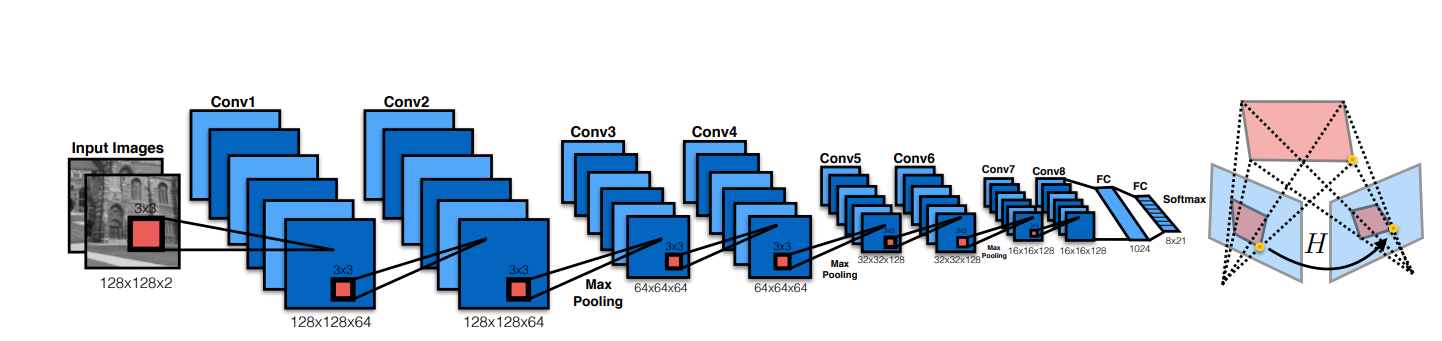 Input Images
3x3
128x128x2
Conv1
3x3
128x128x64
Conv2
3x3
128x128x64
Max
Pooling
Conv3
3x3
64x64x64
Conv4
3x3
64x64x64
Max
Pooling
Conv5
3x3
32x32x128
Conv6
3x3
32x32x128
Max
Pooling
Conv7
3x3
16x16x128
Conv8
16x16x128
FC
1024
FC
Softmax
8x21
H